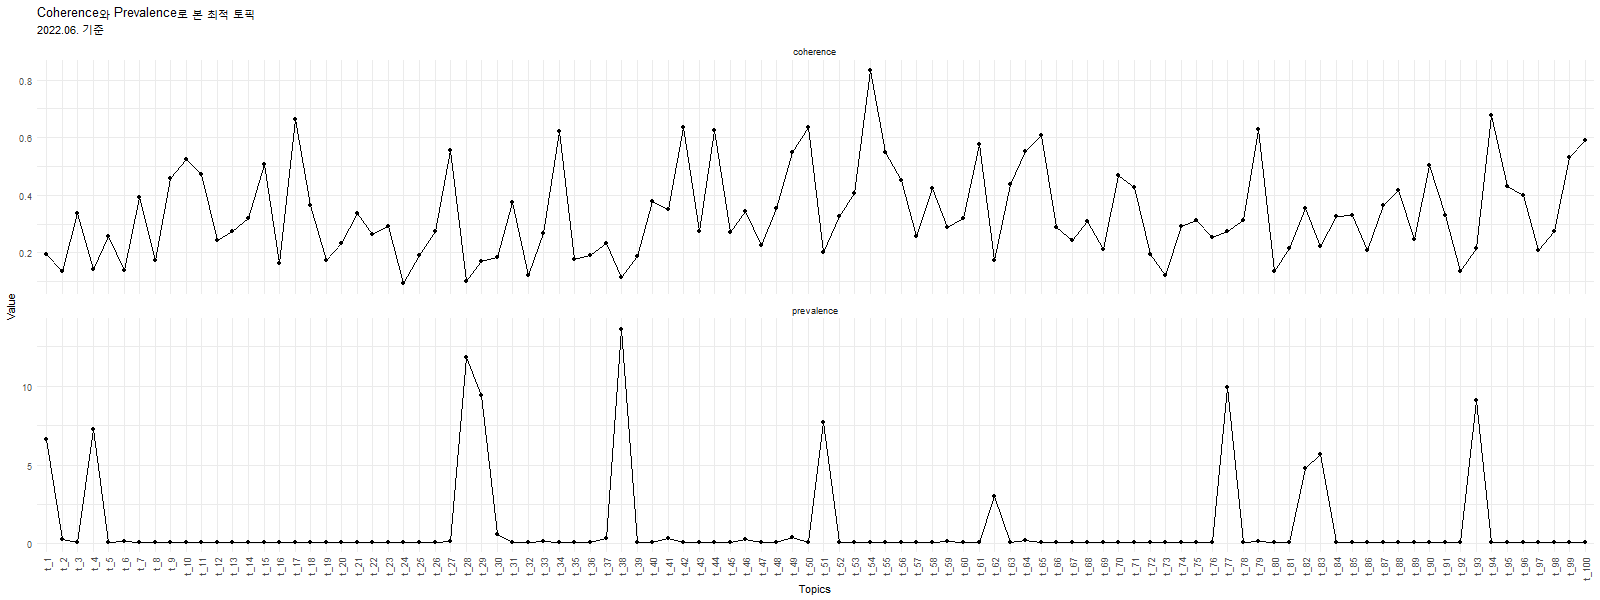 Coherence와 Prevalence로 본 최적 토픽
2022.06. 기준
coherence
0.8
0.6
0.4
0.2
Value
prevalence
10
5
0
t_1 t_2 t_3 t_4 t_5 t_6 t_7 t_8 t_9 t_10 t_11 t_12 t_13 t_14 t_15 t_16 t_17 t_18 t_19 t_20 t_21 t_22 t_23 t_24 t_25 t_26 t_27 t_28 t_29 t_30 t_31 t_32 t_33 t_34 t_35 t_36 t_37 t_38 t_39 t_40 t_41 t_42 t_43 t_44 t_45 t_46 t_47 t_48 t_49 t_50 t_51 t_52 t_53 t_54 t_55 t_56 t_57 t_58 t_59 t_60 t_61 t_62 t_63 t_64 t_65 t_66 t_67 t_68 t_69 t_70 t_71 t_72 t_73 t_74 t_75 t_76 t_77 t_78 t_79 t_80 t_81 t_82 t_83 t_84 t_85 t_86 t_87 t_88 t_89 t_90 t_91 t_92 t_93 t_94 t_95 t_96 t_97 t_98 t_99 t_100
Topics